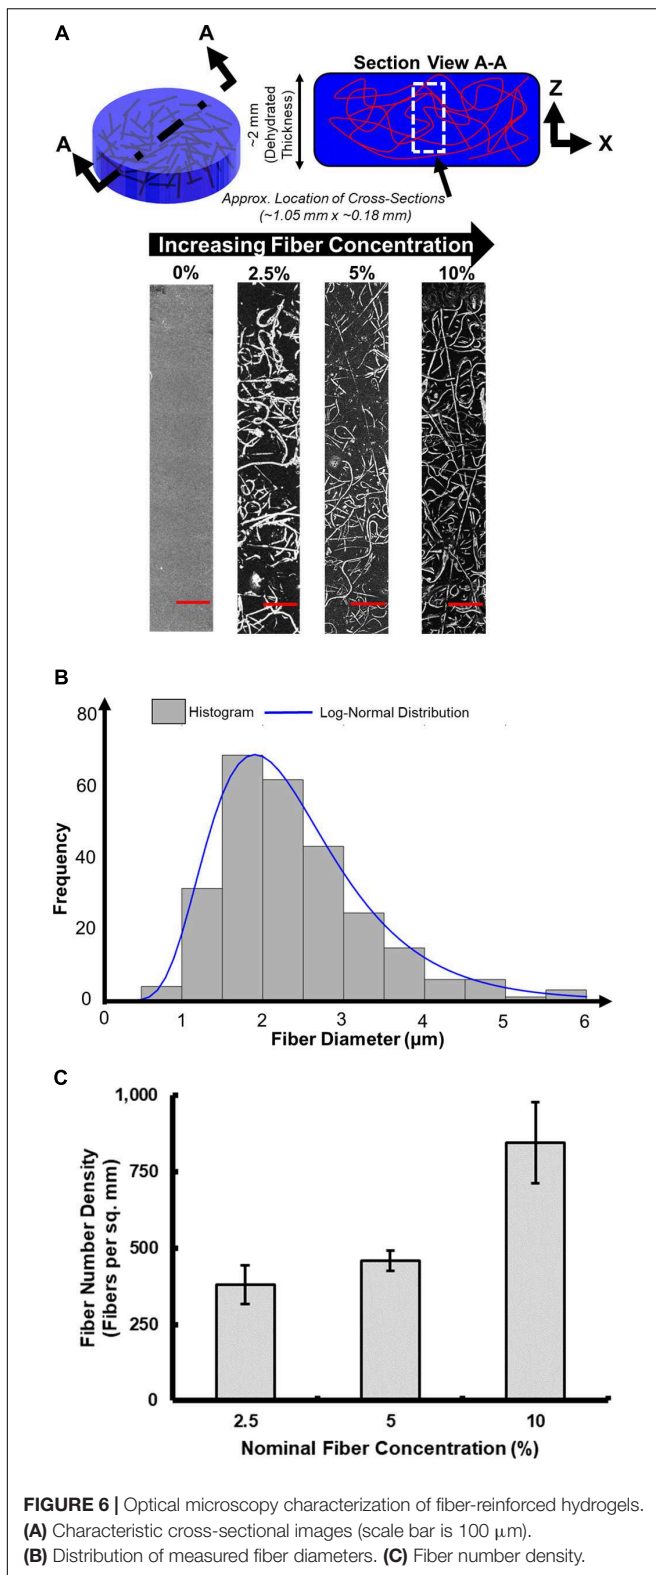 A
A
A
Section View A-A
~2 mm
(Dehydrated
Thickness)
Z
X
Approx. Location of Cross-Sections
(~1.05 mm x ~0.18 mm)
Increasing Fiber Concentration
0% 2.5% 5% 10%
B
Histogram Log-Normal Distribution
80
60
40
20
0
Frequency
0 1 2 3 4 5 6
Fiber Diameter (μm)
C
1,000
750
500
250
0
Fiber Number Density
(Fibers per sq. mm)
2.5 5 10
Nominal Fiber Concentration (%)
FIGURE 6 | Optical microscopy characterization of fiber-reinforced hydrogels.
(A) Characteristic cross-sectional images (scale bar is 100 μm).
(B) Distribution of measured fiber diameters. (C) Fiber number density.